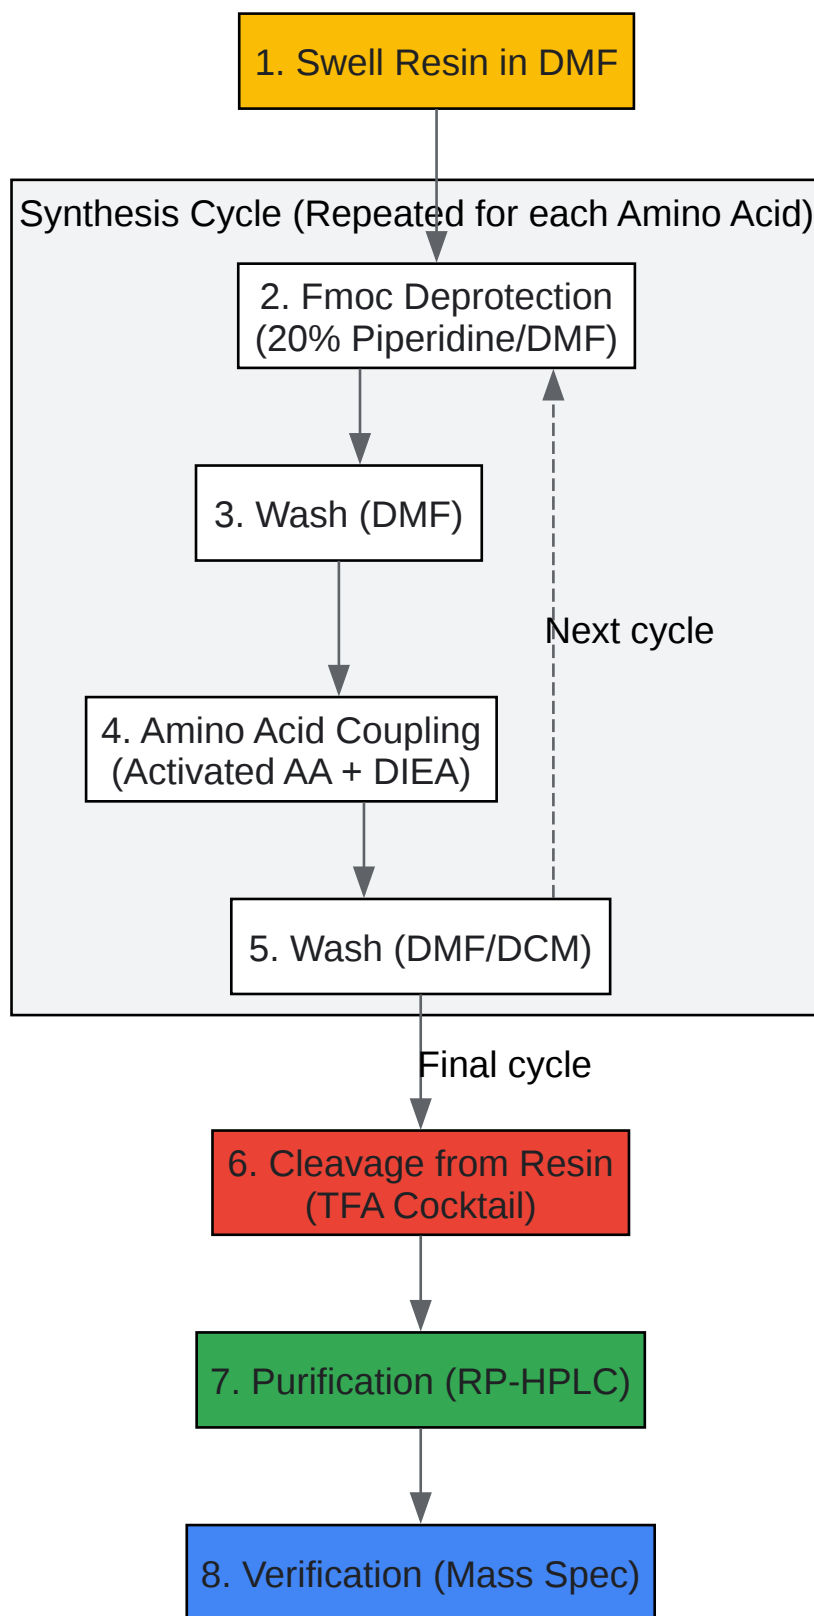 1. Swell Resin in DMF
Synthesis Cycle (Repeated for each Amino Acid)
2. Fmoc Deprotection
(20% Piperidine/DMF)
3. Wash (DMF)
Next cycle
4. Amino Acid Coupling
(Activated AA + DIEA)
5. Wash (DMF/DCM)
Final cycle
6. Cleavage from Resin
(TFA Cocktail)
7. Purification (RP-HPLC)
8. Verification (Mass Spec)